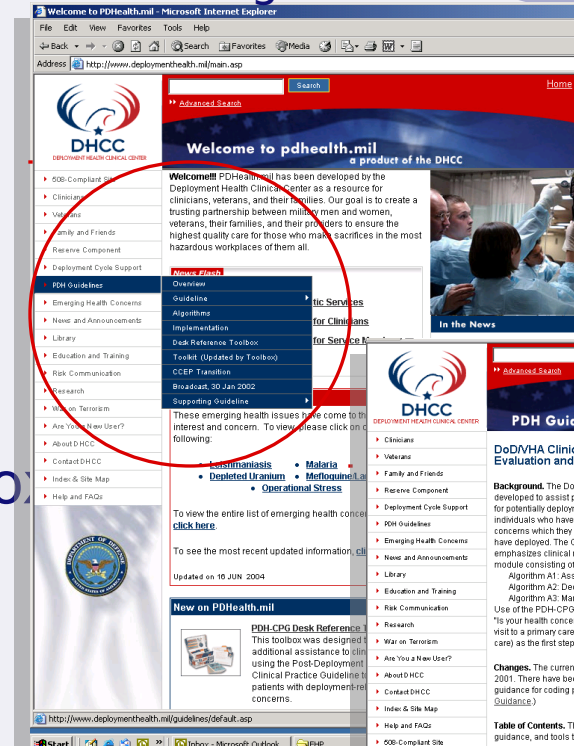 Welcome to PDHealth.mil - Microsoft Internet Explorer
File Edit View Favorites Tools Help
Back Search Favorites Media
Address http://www.deploymenthealth.mil/main.asp
Search
Home
Advanced Search
DHCC
DEPLOYMENT HEALTH CLINICAL CENTER
Welcome to pdhealth.mil
a product of the DHCC
508-Compliant Site
Clinicians
Veterans
Family and Friends
Reserve Component
Deployment Cycle Support
PDH Guidelines
Emerging Health Concerns
News and Announcements
Library
Education and Training
Risk Communication
Research
War on Terrorism
Are You a New User?
About DHCC
Contact DHCC
Index & Site Map
Help and FAQs
Welcome!!! PDHealth.mil has been developed by the
Deployment Health Clinical Center as a resource for
clinicians, veterans, and their families. Our goal is to create a
trusting partnership between military men and women,
veterans, their families, and their providers to ensure the
highest quality care for those who make sacrifices in the most
hazardous workplaces of them all.
News Flash
Overview
Guideline
Algorithms
Implementation
Desk Reference Toolbox
Toolkit (Updated by Toolbox)
CCEP Transition
Broadcast, 30 Jan 2002
Supporting Guideline
tic Services
for Clinicians
for Service
In the News
These emerging health issues have come to
interest and concern. To view, please click on
following:
• Leishmaniasis • Malaria
• Depleted Uranium • Mefloquine/
• Operational Stress
To view the entire list of emerging health
click here.
To see the most recent updated information,
Updated on 16 JUN 2004
New on PDHealth.mil
PDH-CPG Desk Reference
This toolbox was designed
additional assistance to
using the Post-Deployment
Clinical Practice Guideline
patients with
concerns.
http://www.deploymenthealth.mil/guidelines/default.asp
Start Inbox - Microsoft Outlook
Advanced Search
DHCC
DEPLOYMENT HEALTH CLINICAL CENTER
PDH
Clinicians
Veterans
Family and Friends
Reserve Component
Deployment Cycle Support
PDH Guidelines
Emerging Health Concerns
News and Announcements
Library
Education and Training
Risk Communication
Research
War on Terrorism
Are You a New User?
About DHCC
Contact DHCC
Index & Site Map
Help and FAQs
508-Compliant Site
DoD/VHA
Evaluation and
Background. The
developed to assist
for potentially
individuals who have
concerns which they
have deployed. The
emphasizes clinical
module consisting of
Algorithm A1:
Algorithm A2:
Algorithm A3:
Use of the PDH-CPG
"Is your health
visit to a primary care
care) as the first step
Changes. The current
2001. There have
guidance for coding
Guidance.)
Table of Contents.
guidance, and tools